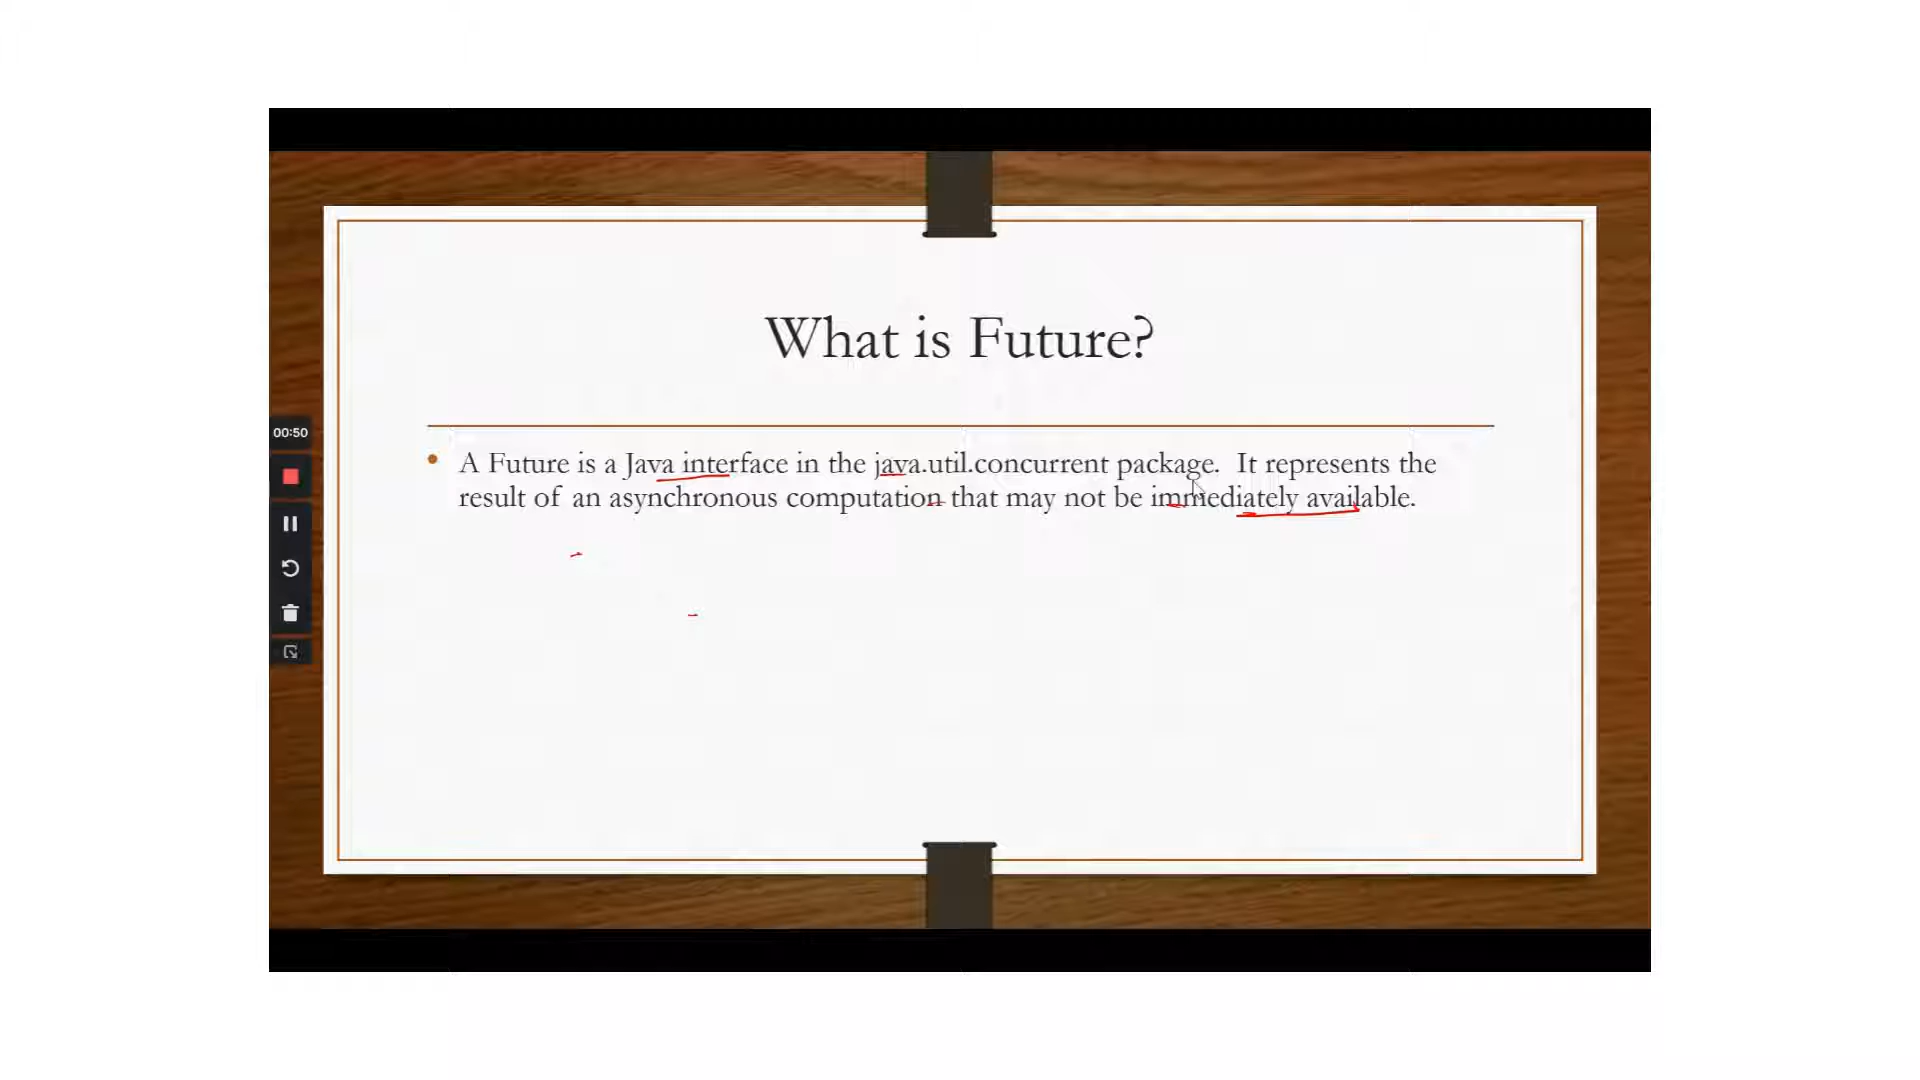 What is Future?
00:50
• A Future is a Java interface in the java.util.concurrent package. It represents the
result of an asynchronous computation that may not be immediately available.